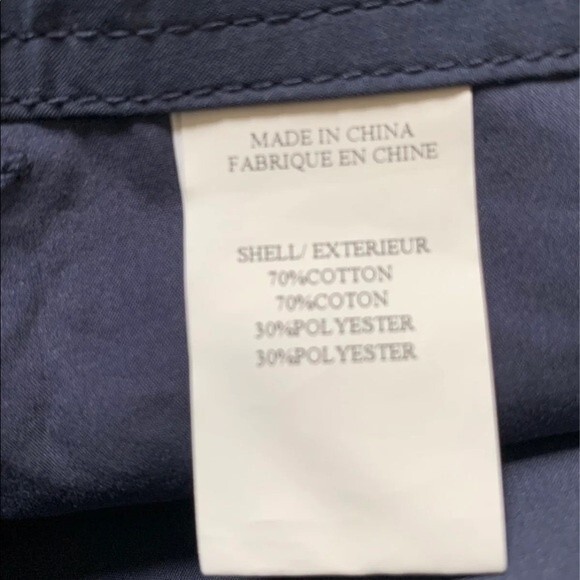 MADE IN CHINA
FABRIQUE EN CHINE
SHELL/ EXTERIEUR
70%COTTON
70%COTON
30%POLYESTER
30%POLYESTER